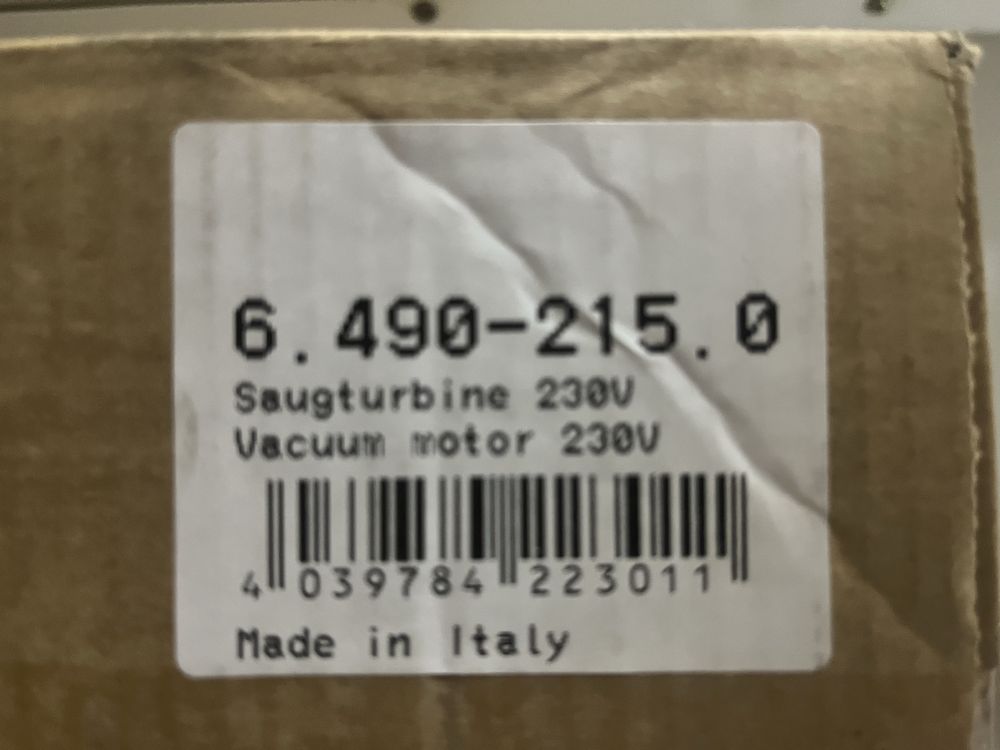 6.490-215.0
Saugturbine 230V
Vacuum motor 230V
4 039784 223011
Made in Italy